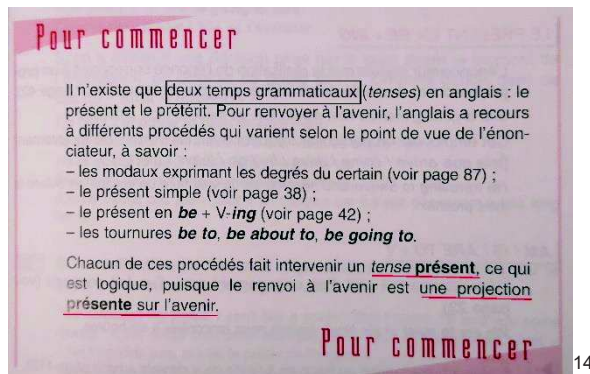 Pour commencer
Il n'existe que deux temps grammaticaux (tenses) en anglais : le
présent et le prétérit. Pour renvoyer à l'avenir, l'anglais a recours
à différents procédés qui varient selon le point de vue de l'énon-
ciateur, à savoir :
– les modaux exprimant les degrés du certain (voir page 87) ;
– le présent simple (voir page 38) ;
– le présent en be + V-ing (voir page 42) ;
– les tournures be to, be about to, be going to.
Chacun de ces procédés fait intervenir un tense présent, ce qui
est logique, puisque le renvoi à l'avenir est une projection
présente sur l'avenir.
Pour commencer
14